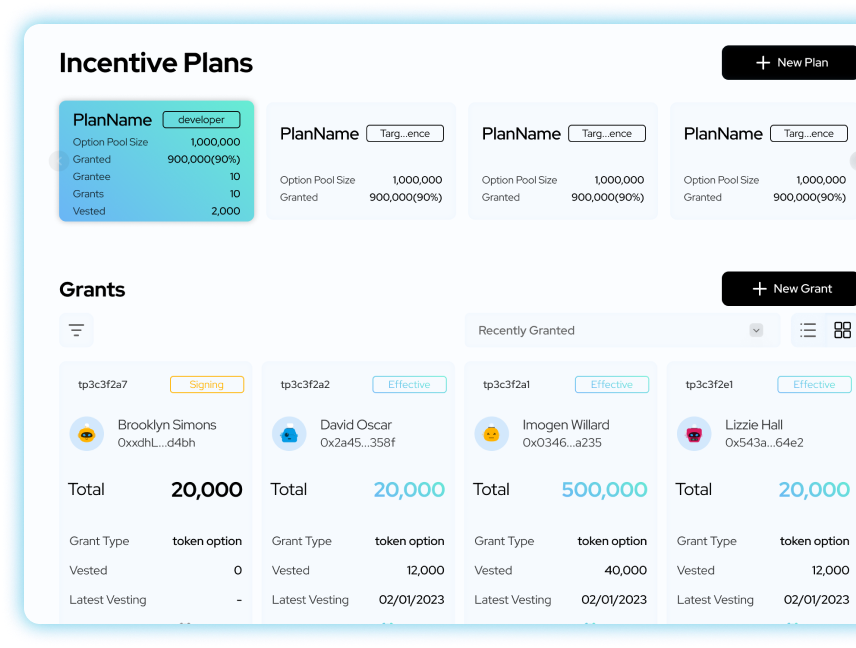 Incentive Plans
+ New Plan
PlanName developer
Option Pool Size 1,000,000
Granted 900,000(90%)
Grantee 10
Grants 10
Vested 2,000
PlanName Targ...ence
Option Pool Size 1,000,000
Granted 900,000(90%)
PlanName Targ...ence
Option Pool Size 1,000,000
Granted 900,000(90%)
PlanName Targ...ence
Option Pool Size 1,000,000
Granted 900,000(90%)
Grants
+ New Grant
Recently Granted
tp3c3f2a7 Signing
Brooklyn Simons
0xxdhL...d4bh
Total 20,000
Grant Type token option
Vested 0
Latest Vesting -
tp3c3f2a2 Effective
David Oscar
0x2a45...358f
Total 20,000
Grant Type token option
Vested 12,000
Latest Vesting 02/01/2023
tp3c3f2a1 Effective
Imogen Willard
0x0346...a235
Total 500,000
Grant Type token option
Vested 40,000
Latest Vesting 02/01/2023
tp3c3f2e1 Effective
Lizzie Hall
0x543a...64e2
Total 20,000
Grant Type token option
Vested 12,000
Latest Vesting 02/01/2023